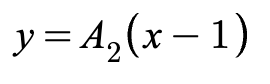 y = A₂(x − 1)